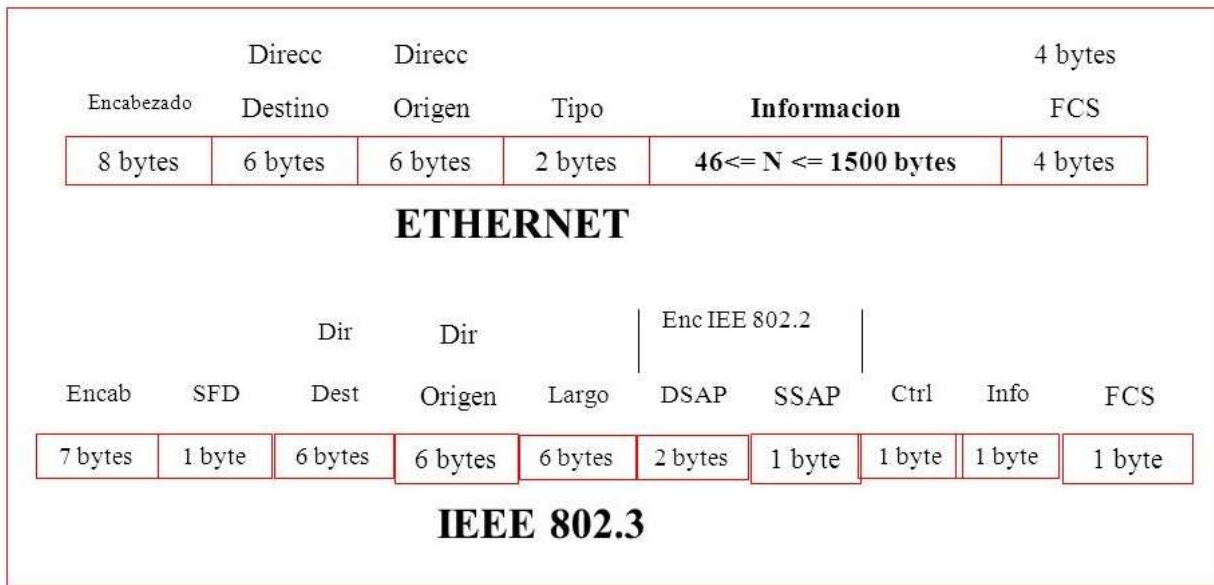 Direcc Direcc 4 bytes
Encabezado Destino Origen Tipo Informacion FCS
8 bytes 6 bytes 6 bytes 2 bytes 46<= N <= 1500 bytes 4 bytes
ETHERNET
Enc IEE 802.2
Dir Dir
Encab SFD Dest Origen Largo DSAP SSAP Ctrl Info FCS
7 bytes 1 byte 6 bytes 6 bytes 6 bytes 2 bytes 1 byte 1 byte 1 byte 1 byte
IEEE 802.3